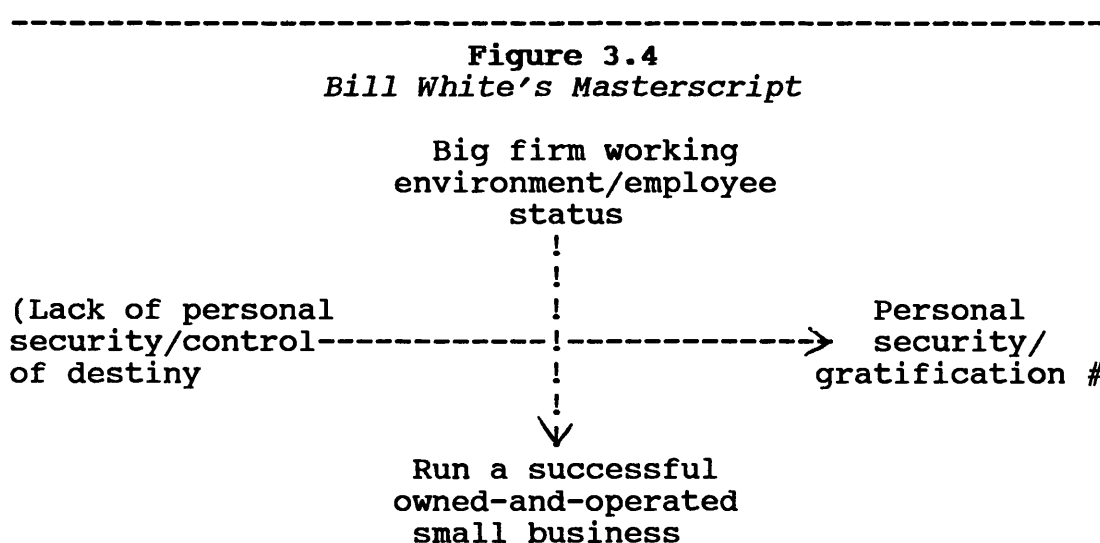 Figure 3.4
Bill White's Masterscript
Big firm working
environment/employee
status
!
!
!
(Lack of personal ! Personal
security/control-------------!-------------> security/
of destiny ! gratification #
!
Run a successful
owned-and-operated
small business